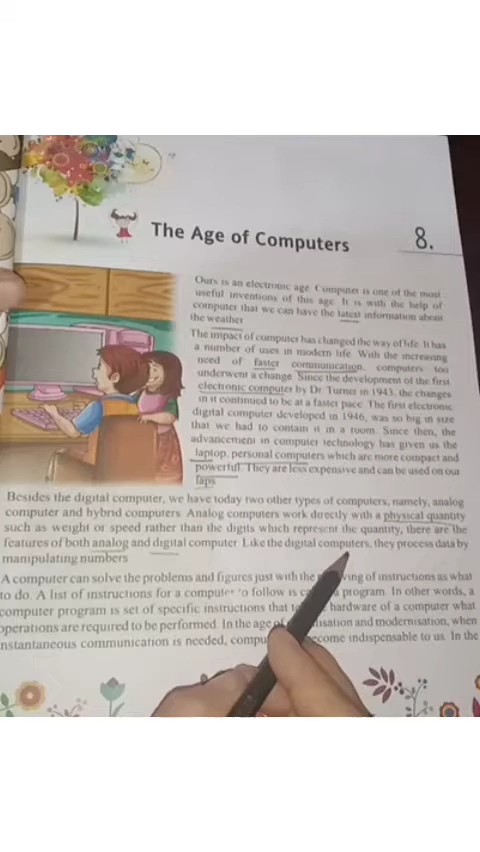 The Age of Computers
8.
Ours is an electronic age. Computer is one of the most
useful inventions of this age. It is with the help of
computer that we can have the latest information about
the weather
The impact of computer has changed the way of life. It has
a number of uses in modern life. With the increasing
need of faster communication, computers too
underwent a change. Since the development of the first
electronic computer by Dr. Turner in 1943, the changes
in it continued to be at a faster pace. The first electronic
digital computer developed in 1946, was so big in size
that we had to contain it in a room. Since then, the
advancement in computer technology has given us the
laptop, personal computers which are more compact and
powerful. They are less expensive and can be used on our
laps
Besides the digital computer, we have today two other types of computers, namely, analog
computer and hybrid computers. Analog computers work directly with a physical quantity
such as weight or speed rather than the digits which represent the quantity, there are the
features of both analog and digital computer. Like the digital computers, they process data by
manipulating numbers
A computer can solve the problems and figures just with the ving of instructions as what
to do. A list of instructions for a computer to follow is program. In other words, a
computer program is set of specific instructions that hardware of a computer what
operations are required to be performed. In the age of isation and modernisation, when
nstantaneous communication is needed, compu ecome indispensable to us. In the